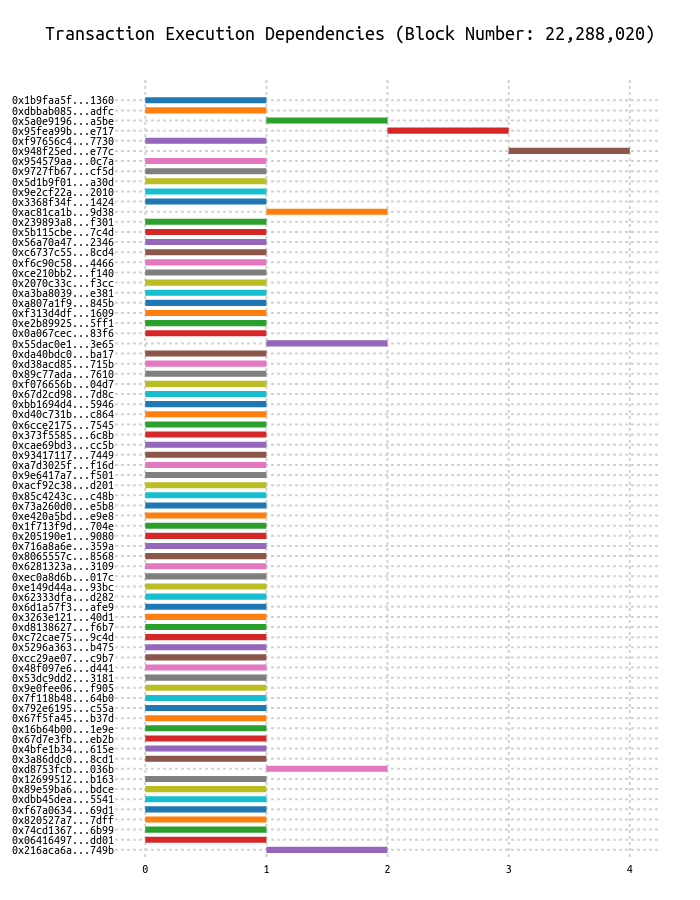 Transaction Execution Dependencies (Block Number: 22,288,020)
0x1b9faa5f...1360
0xdbbab085...adfc
0x5a0e9196...a5be
0x95fea99b...e717
0xf97656c4...7730
0x948f25ed...e77c
0x954579aa...0c7a
0x9727fb67...cf5d
0x5d1b9f01...a30d
0x9e2cf22a...2010
0x3368f34f...1424
0xac81ca1b...9d38
0x239893a8...f301
0x5b115cbe...7c4d
0x56a70a47...2346
0xc6737c55...8cd4
0xf6c90c58...4466
0xce210bb2...f140
0x2070c33c...f3cc
0xa3ba8039...e381
0xa807a1f9...845b
0xf313d4df...1609
0xe2b89925...5ff1
0x0a067cec...83f6
0x55dac0e1...3e65
0xda40bdc0...ba17
0xd38acd85...715b
0x89c77ada...7610
0xf076656b...04d7
0x67d2cd98...7d8c
0xbb1694d4...5946
0xd40c731b...c864
0x6cce2175...7545
0x373f5585...6c8b
0xcae69bd3...cc5b
0x93417117...7449
0xa7d3025f...f16d
0x9e6417a7...f501
0xacf92c38...d201
0x85c4243c...c48b
0x73a260d0...e5b8
0xe420a5bd...e9e8
0x1f713f9d...704e
0x205190e1...9080
0x716a8a6e...359a
0x8065557c...8568
0x6281323a...3109
0xec0a8d6b...017c
0xe149d44a...93bc
0x62333dfa...d282
0x6d1a57f3...afe9
0x3263e121...40d1
0xd8138627...f6b7
0xc72cae75...9c4d
0x5296a363...b475
0xcc29ae07...c9b7
0x48f097e6...d441
0x53dc9dd2...3181
0x9e0fee06...f905
0x7f118b48...64b0
0x792e6195...c55a
0x67f5fa45...b37d
0x16b64b00...1e9e
0x67d7e3fb...eb2b
0x4bfe1b34...615e
0x3a86ddc0...8cd1
0xd8753fcb...036b
0x12699512...b163
0x89e59ba6...bdce
0xdbb45dea...5541
0xf67a0634...69d1
0x820527a7...7dff
0x74cd1367...6b99
0x06416497...dd01
0x216aca6a...749b
0 1 2 3 4